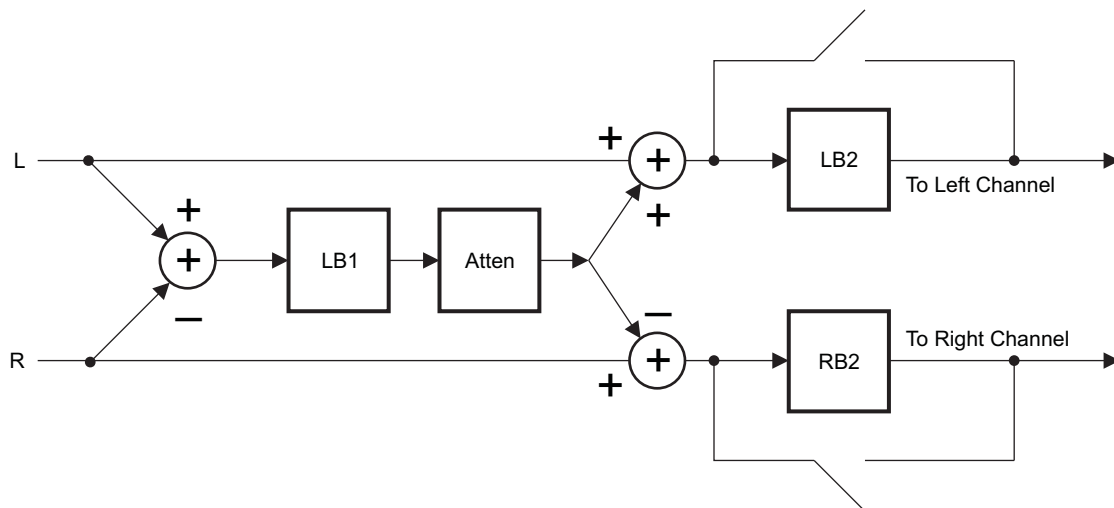 +
+
LB2
L
To Left Channel
+
+
+
LB1
Atten
−
−
To Right Channel
R
+
RB2
+